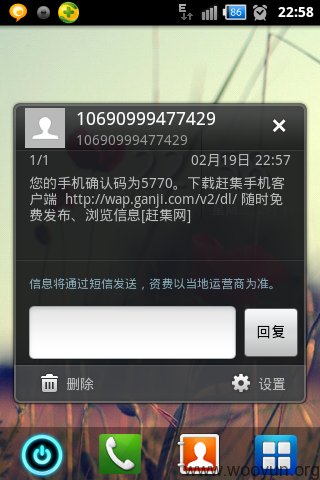 22:58
86
10690999477429
10690999477429
1/1 02月19日 22:57
您的手机确认码为5770。下载赶集手机客
户端 http://wap.ganji.com/v2/dl/ 随时免
费发布、浏览信息[赶集网]
信息将通过短信发送，资费以当地运营商为准。
回复
删除 设置
www.wooyun.org